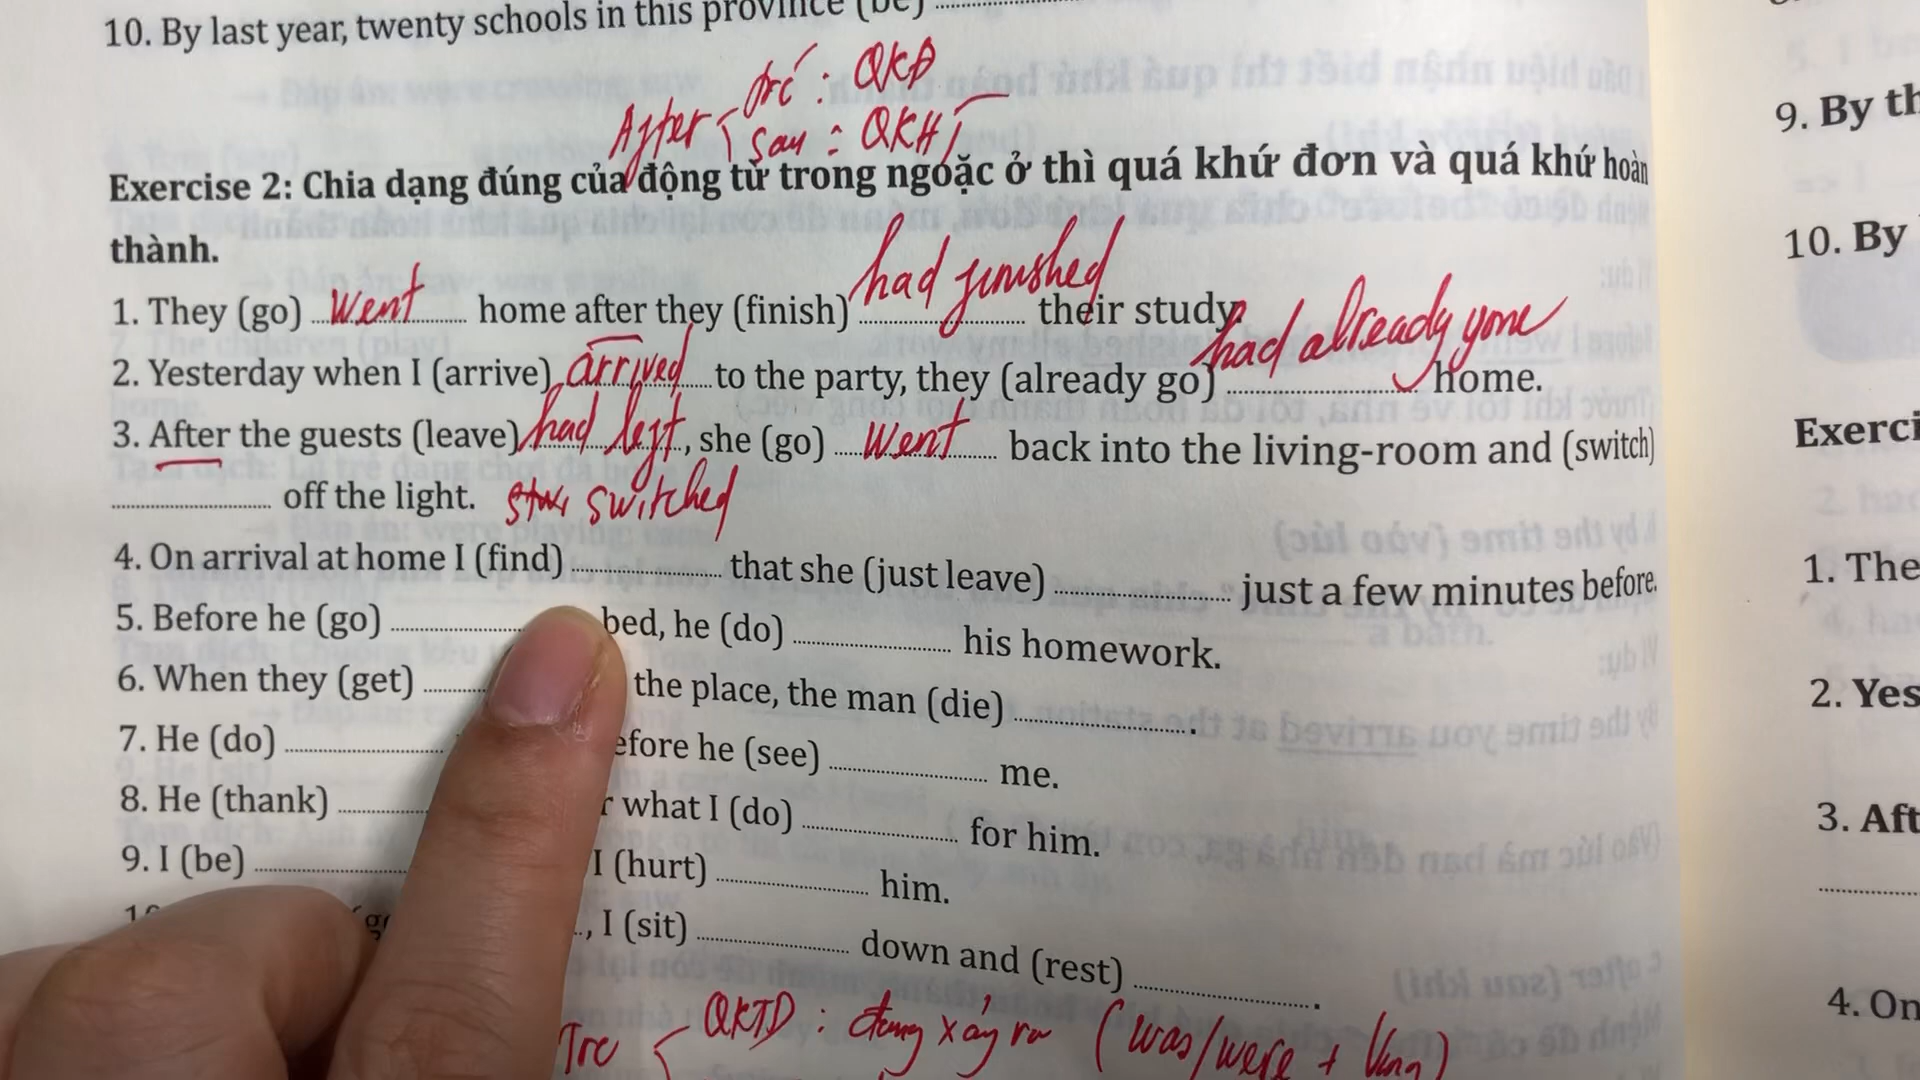 10. By last year, twenty schools in this province (be) ....................
After { trc : QKĐ
sau : QKHT
Exercise 2: Chia dạng đúng của động từ trong ngoặc ở thì quá khứ đơn và quá khứ hoàn
thành.
1. They (go) went home after they (finish) had finished their study.
2. Yesterday when I (arrive) arrived to the party, they (already go) had already gone home.
3. After the guests (leave) had left, she (go) went back into the living-room and (switch)
.................... off the light. switched
4. On arrival at home I (find) .................... that she (just leave) .................... just a few minutes before.
5. Before he (go) .................... bed, he (do) .................... his homework.
6. When they (get) .................... the place, the man (die) .....................
7. He (do) .................... efore he (see) .................... me.
8. He (thank) .................... r what I (do) .................... for him.
9. I (be) .................... I (hurt) .................... him.
, I (sit) .................... down and (rest) .....................
Trc { QKTD : đang xảy ra (was/were + Ving)
9. By th
10. By
Exerci
1. The
2. Yes
3. Aft
4. On